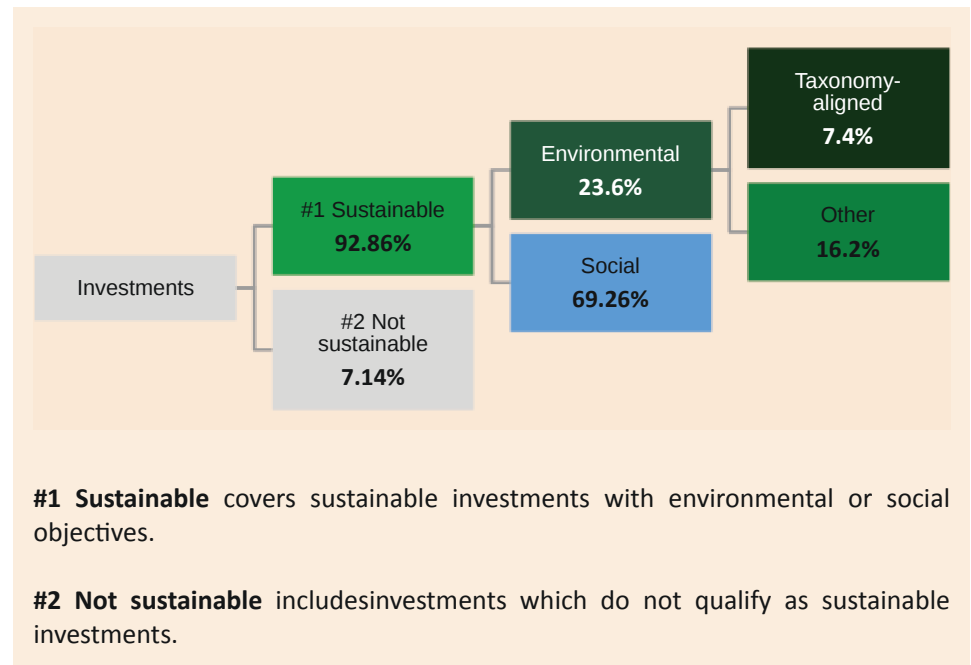 Investments
#1 Sustainable
92.86%
#2 Not
sustainable
7.14%
Environmental
23.6%
Social
69.26%
Taxonomy-
aligned
7.4%
Other
16.2%
#1 Sustainable covers sustainable investments with environmental or social
objectives.
#2 Not sustainable includesinvestments which do not qualify as sustainable
investments.